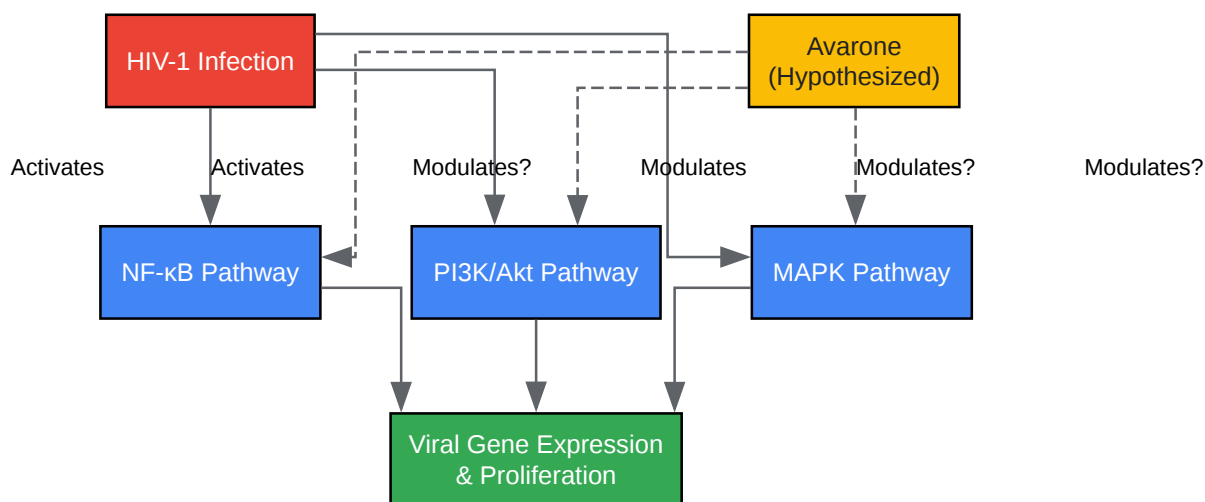 HIV-1 Infection
Avarone
(Hypothesized)
Activates
Activates
Modulates?
Modulates
Modulates?
Modulates?
NF-κB Pathway
PI3K/Akt Pathway
MAPK Pathway
Viral Gene Expression
& Proliferation